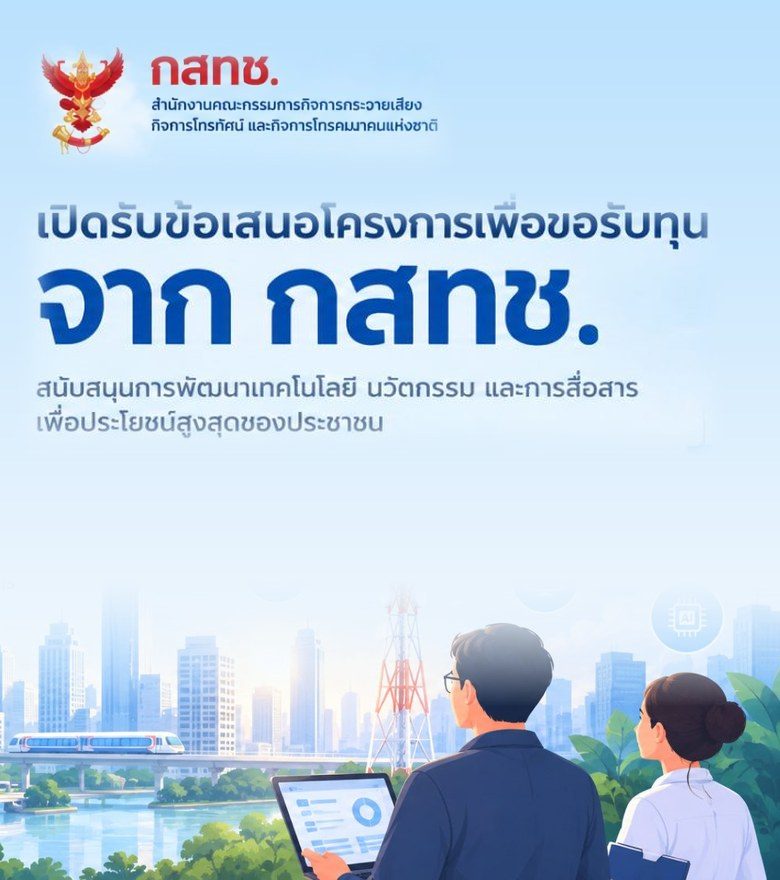 กสทช.
สำนักงานคณะกรรมการกิจการกระจายเสียง
กิจการโทรทัศน์ และกิจการโทรคมนาคมแห่งชาติ
เปิดรับข้อเสนอโครงการเพื่อขอรับทุน
จาก กสทช.
สนับสนุนการพัฒนาเทคโนโลยี นวัตกรรม และการสื่อสาร
เพื่อประโยชน์สูงสุดของประชาชน
AI